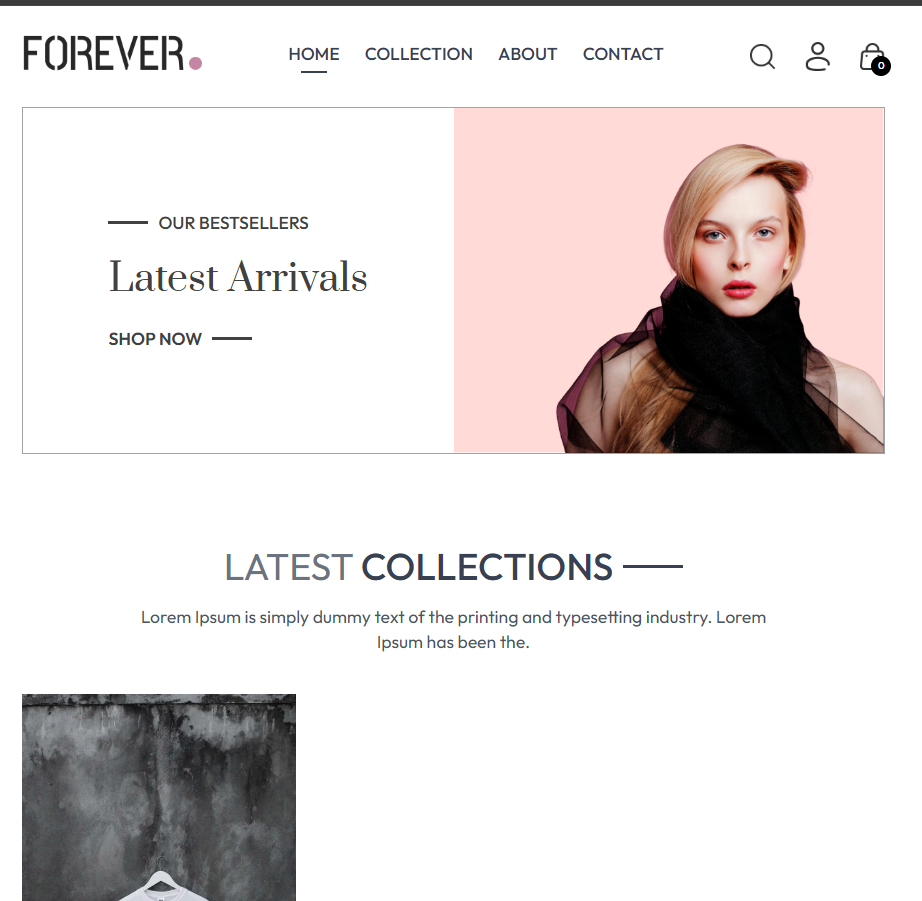 FOREVER.
HOME COLLECTION ABOUT CONTACT
0
OUR BESTSELLERS
Latest Arrivals
SHOP NOW
LATEST COLLECTIONS
Lorem Ipsum is simply dummy text of the printing and typesetting industry. Lorem
Ipsum has been the.